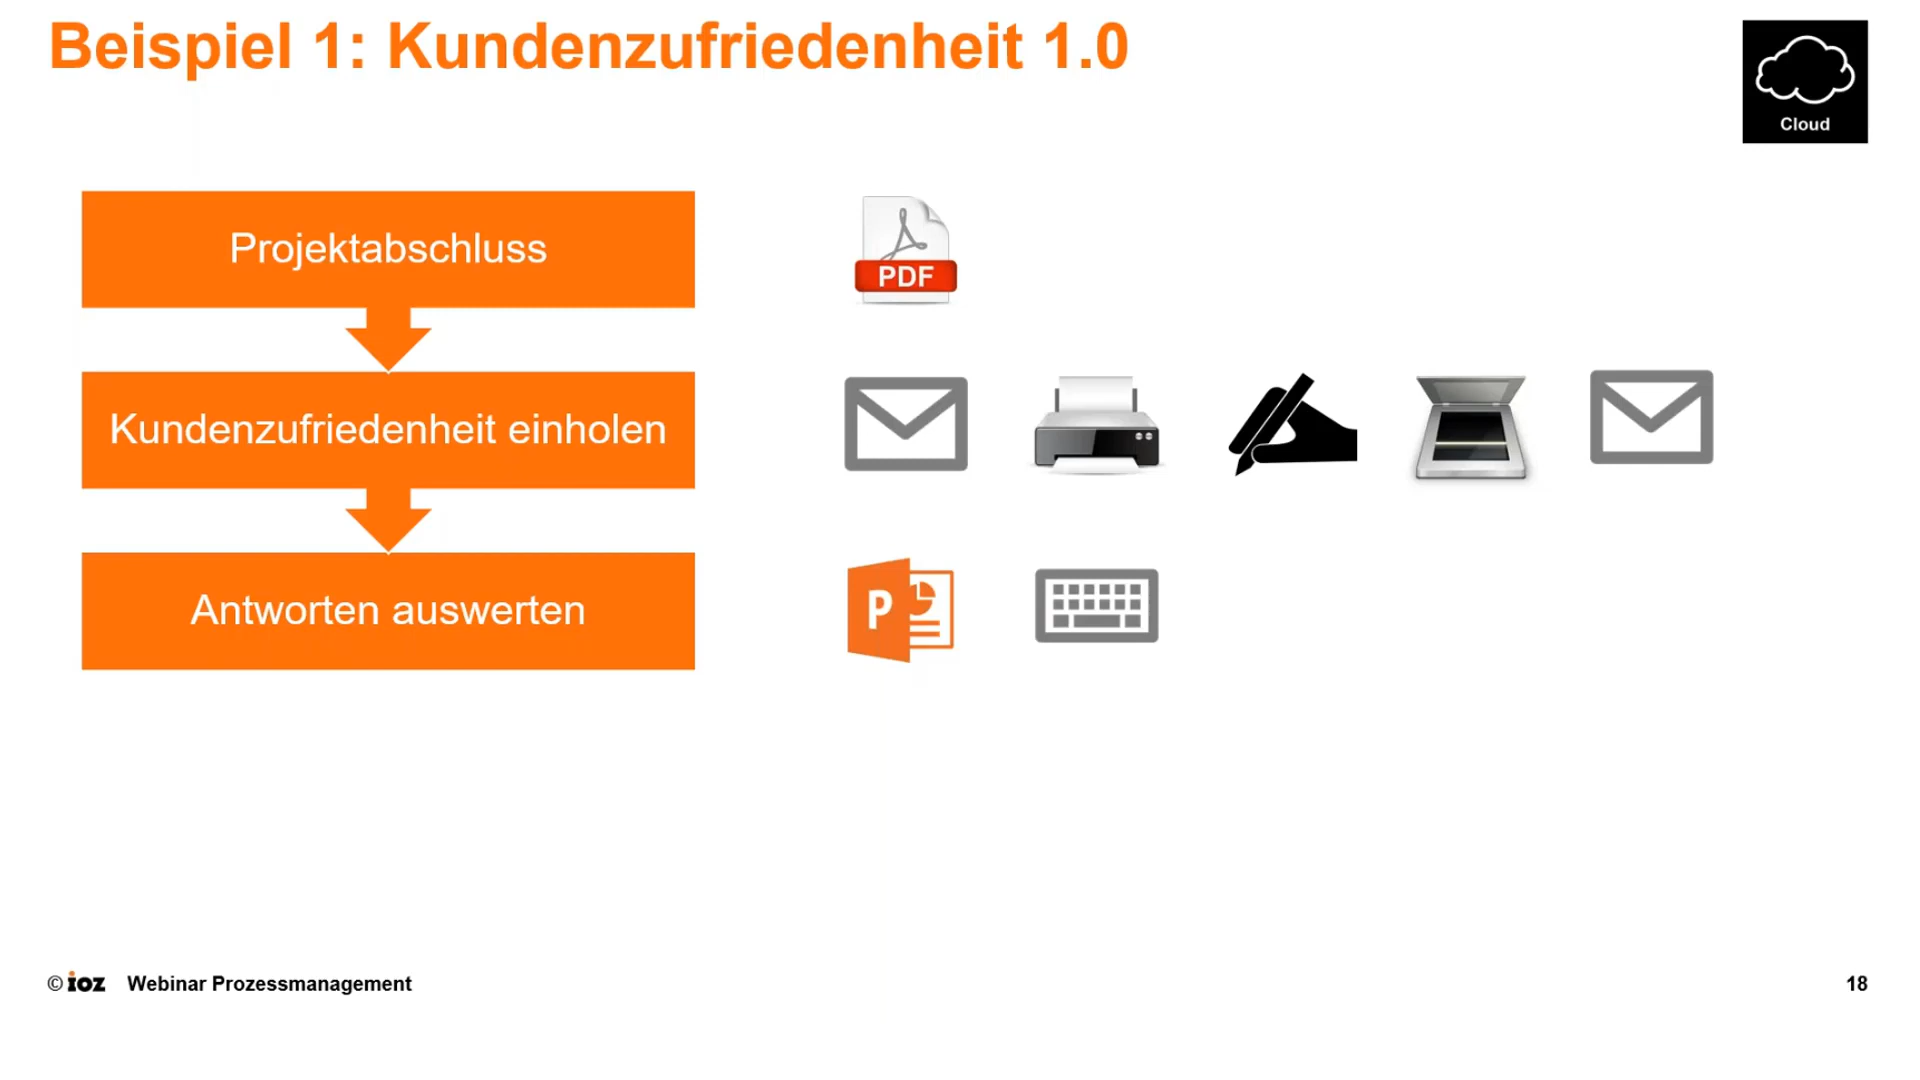 Beispiel 1: Kundenzufriedenheit 1.0
Cloud
Projektabschluss
PDF
Kundenzufriedenheit einholen
Antworten auswerten
P
© ioz Webinar Prozessmanagement
18